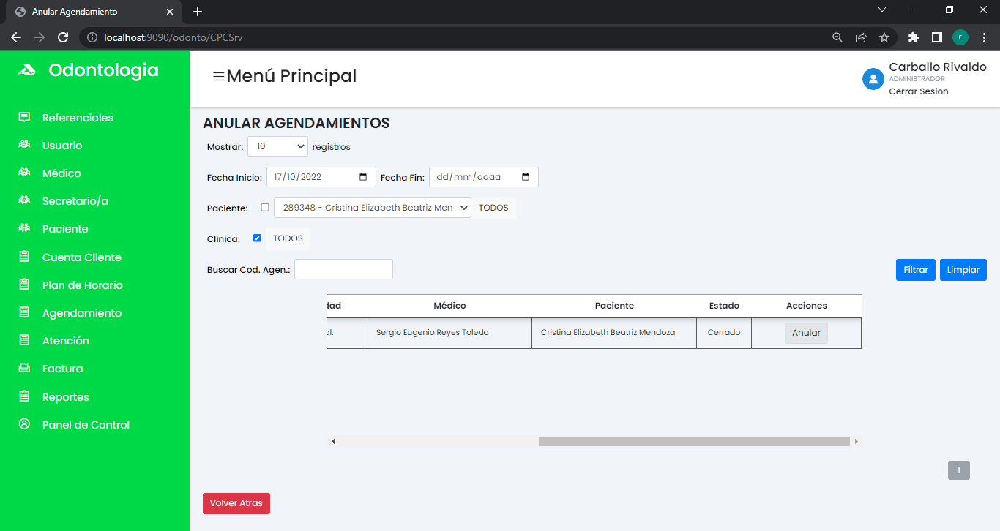 Anular Agendamiento
localhost:9090/odonto/CPCSrv
r
Odontologia
Menú Principal
Carballo Rivaldo
ADMINISTRADOR
Cerrar Sesion
Referenciales
Usuario
Médico
Secretario/a
Paciente
Cuenta Cliente
Plan de Horario
Agendamiento
Atención
Factura
Reportes
Panel de Control
ANULAR AGENDAMIENTOS
Mostrar: 10 registros
Fecha Inicio: 17/10/2022 Fecha Fin: dd/mm/aaaa
Paciente: 289348 - Cristina Elizabeth Beatriz Men TODOS
Clinica: TODOS
Buscar Cod. Agen.: Filtrar Limpiar
dad Médico Paciente Estado Acciones
al. Sergio Eugenio Reyes Toledo Cristina Elizabeth Beatriz Mendoza Cerrado Anular
1
Volver Atras